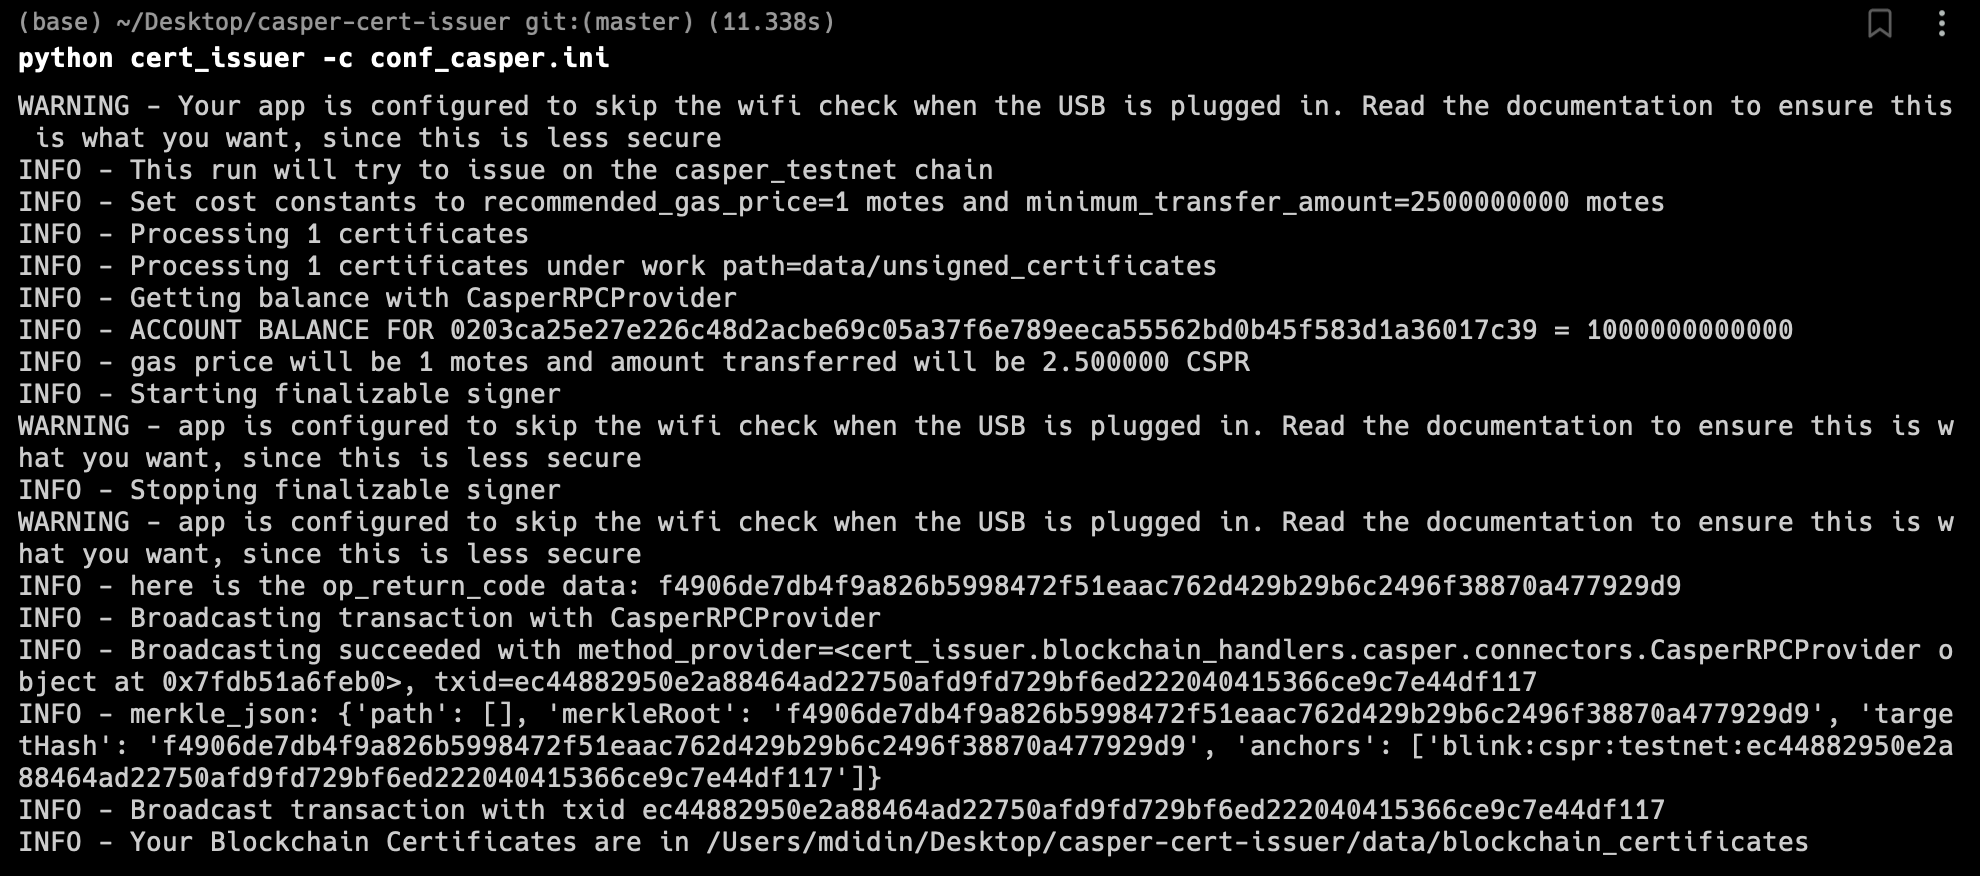 (base) ~/Desktop/casper-cert-issuer git:(master) (11.338s)
python cert_issuer -c conf_casper.ini
WARNING - Your app is configured to skip the wifi check when the USB is plugged in. Read the documentation to ensure this
 is what you want, since this is less secure
INFO - This run will try to issue on the casper_testnet chain
INFO - Set cost constants to recommended_gas_price=1 motes and minimum_transfer_amount=2500000000 motes
INFO - Processing 1 certificates
INFO - Processing 1 certificates under work path=data/unsigned_certificates
INFO - Getting balance with CasperRPCProvider
INFO - ACCOUNT BALANCE FOR 0203ca25e27e226c48d2acbe69c05a37f6e789eeca55562bd0b45f583d1a36017c39 = 1000000000000
INFO - gas price will be 1 motes and amount transferred will be 2.500000 CSPR
INFO - Starting finalizable signer
WARNING - app is configured to skip the wifi check when the USB is plugged in. Read the documentation to ensure this is w
hat you want, since this is less secure
INFO - Stopping finalizable signer
WARNING - app is configured to skip the wifi check when the USB is plugged in. Read the documentation to ensure this is w
hat you want, since this is less secure
INFO - here is the op_return_code data: f4906de7db4f9a826b5998472f51eaac762d429b29b6c2496f38870a477929d9
INFO - Broadcasting transaction with CasperRPCProvider
INFO - Broadcasting succeeded with method_provider=<cert_issuer.blockchain_handlers.casper.connectors.CasperRPCProvider o
bject at 0x7fdb51a6feb0>, txid=ec44882950e2a88464ad22750afd9fd729bf6ed222040415366ce9c7e44df117
INFO - merkle_json: {'path': [], 'merkleRoot': 'f4906de7db4f9a826b5998472f51eaac762d429b29b6c2496f38870a477929d9', 'targe
tHash': 'f4906de7db4f9a826b5998472f51eaac762d429b29b6c2496f38870a477929d9', 'anchors': ['blink:cspr:testnet:ec44882950e2a
88464ad22750afd9fd729bf6ed222040415366ce9c7e44df117']}
INFO - Broadcast transaction with txid ec44882950e2a88464ad22750afd9fd729bf6ed222040415366ce9c7e44df117
INFO - Your Blockchain Certificates are in /Users/mdidin/Desktop/casper-cert-issuer/data/blockchain_certificates